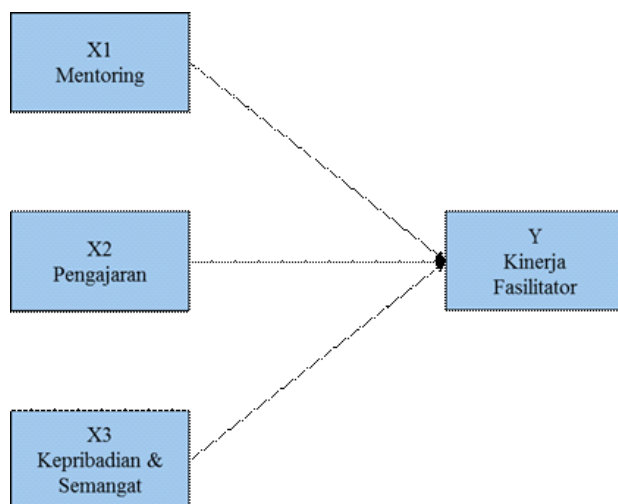 X1
Mentoring
X2
Pengajaran
Y
Kinerja
Fasilitator
X3
Kepribadian &
Semangat